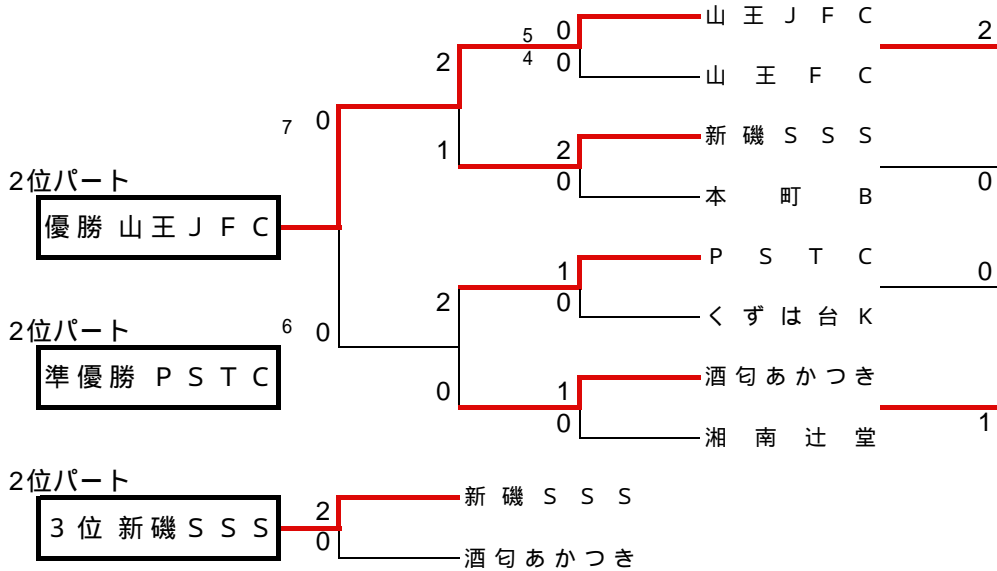 山王JFC
5 0
2
4 0
2
山王FC
7 0
新磯SSS
1
2
0
0
2位パート
本町B
優勝 山王JFC
PSTC
1
0
2
0
2位パート
6 0
くずは台K
準優勝 PSTC
酒匂あかつき
0
1
0
1
湘南辻堂
2位パート
新磯SSS
3位 新磯SSS
2
0
酒匂あかつき